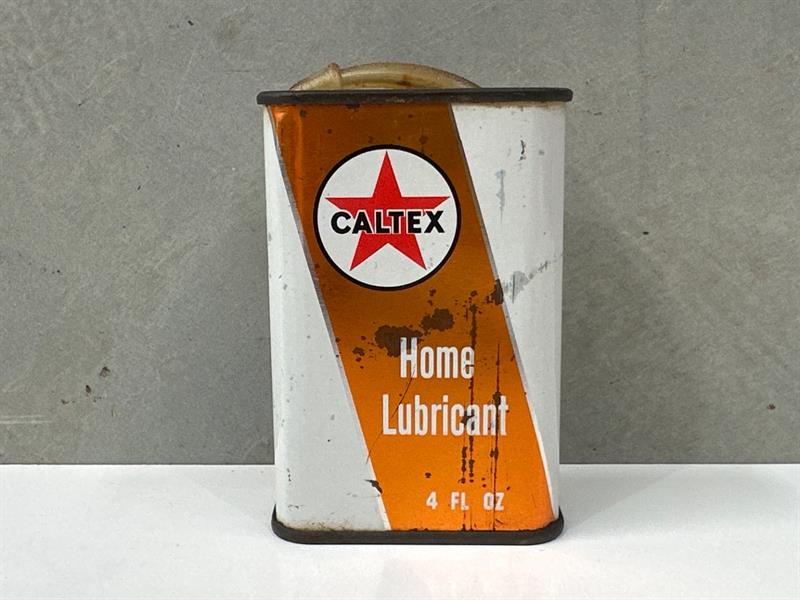 CALTEX
Home
Lubricant
4 FL OZ